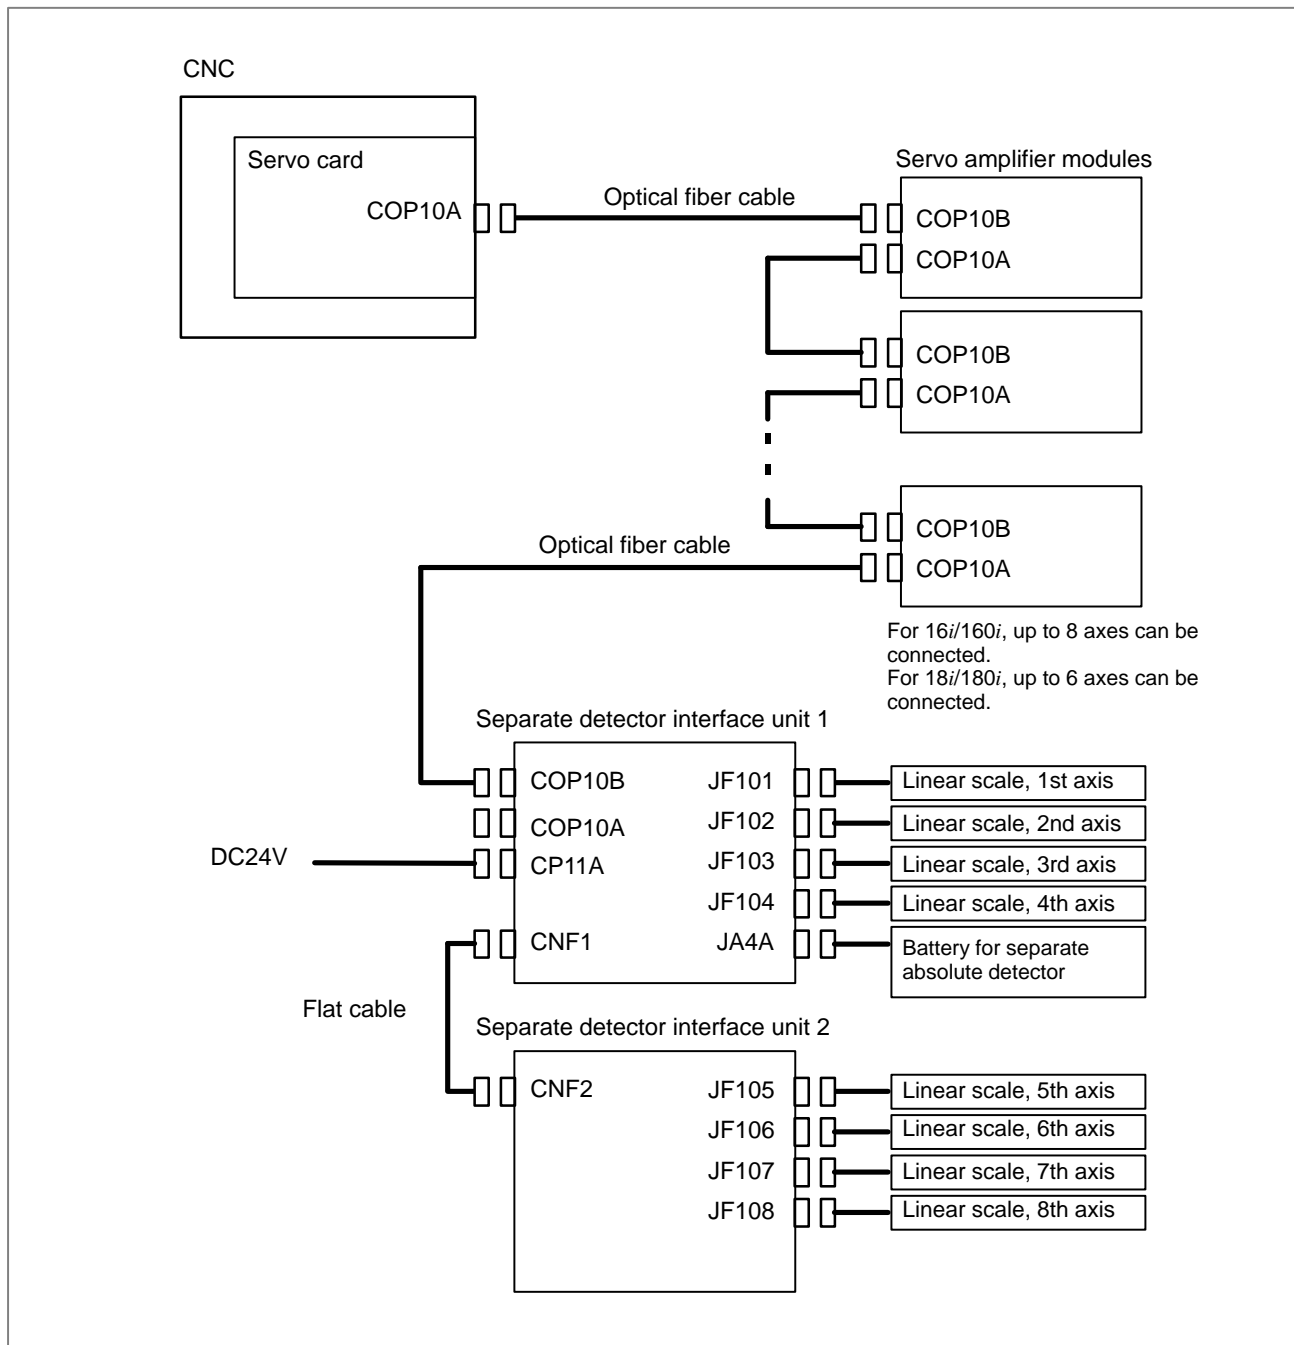 CNC
Servo card
COP10A
Optical fiber cable
Servo amplifier modules
COP10B
COP10A
COP10B
COP10A
COP10B
COP10A
Optical fiber cable
For 16i/160i, up to 8 axes can be
connected.
For 18i/180i, up to 6 axes can be
connected.
Separate detector interface unit 1
COP10B
COP10A
DC24V
CP11A
CNF1
JF101
JF102
JF103
JF104
JA4A
Linear scale, 1st axis
Linear scale, 2nd axis
Linear scale, 3rd axis
Linear scale, 4th axis
Battery for separate
absolute detector
Flat cable
Separate detector interface unit 2
CNF2
JF105
JF106
JF107
JF108
Linear scale, 5th axis
Linear scale, 6th axis
Linear scale, 7th axis
Linear scale, 8th axis